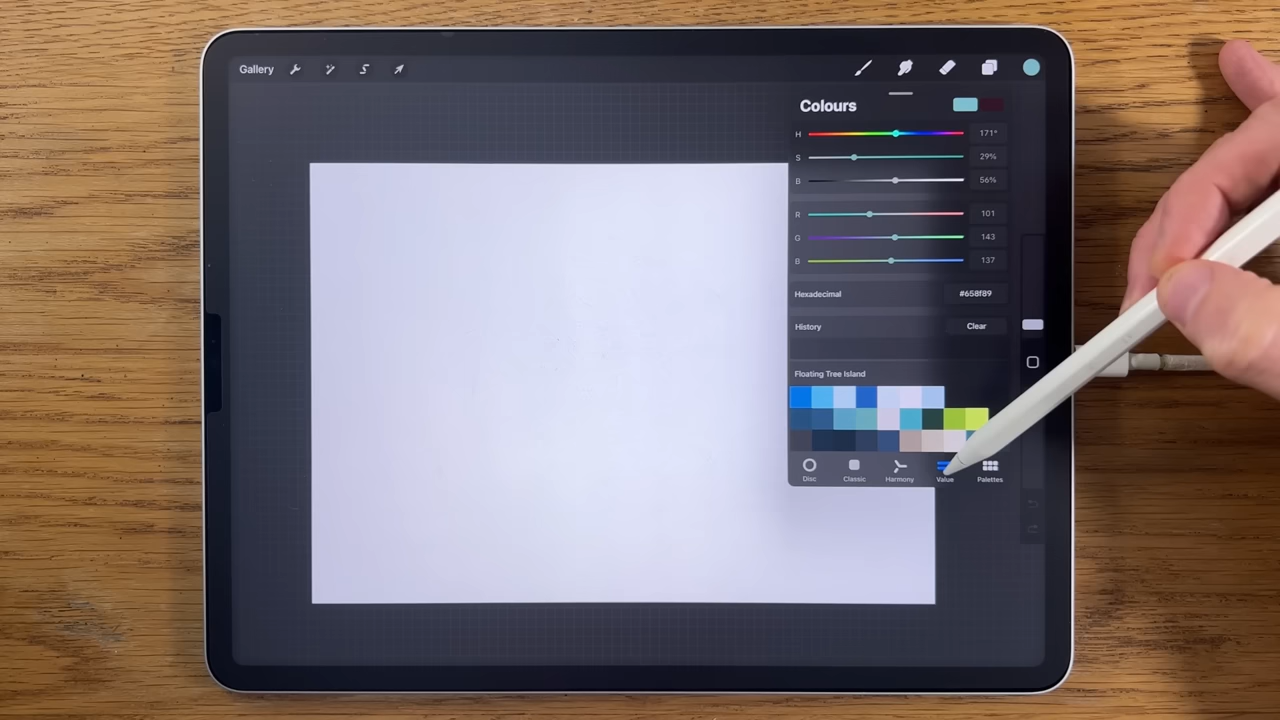 Gallery
Colours
H 171°
S 29%
B 56%
R 101
G 143
B 137
Hexadecimal #658f89
History Clear
Floating Tree Island
Disc Classic Harmony Value Palettes